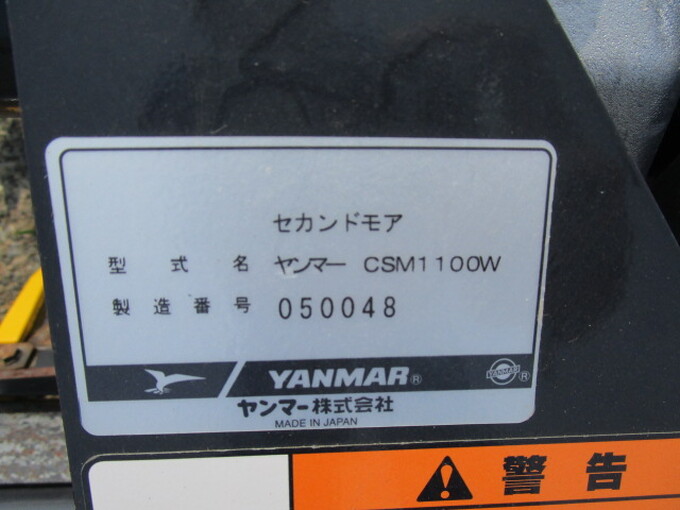 セカンドモア
型式名 ヤンマー CSM1100W
製造番号 050048
YANMAR®
YANMAR ®
ヤンマー株式会社
MADE IN JAPAN
警告